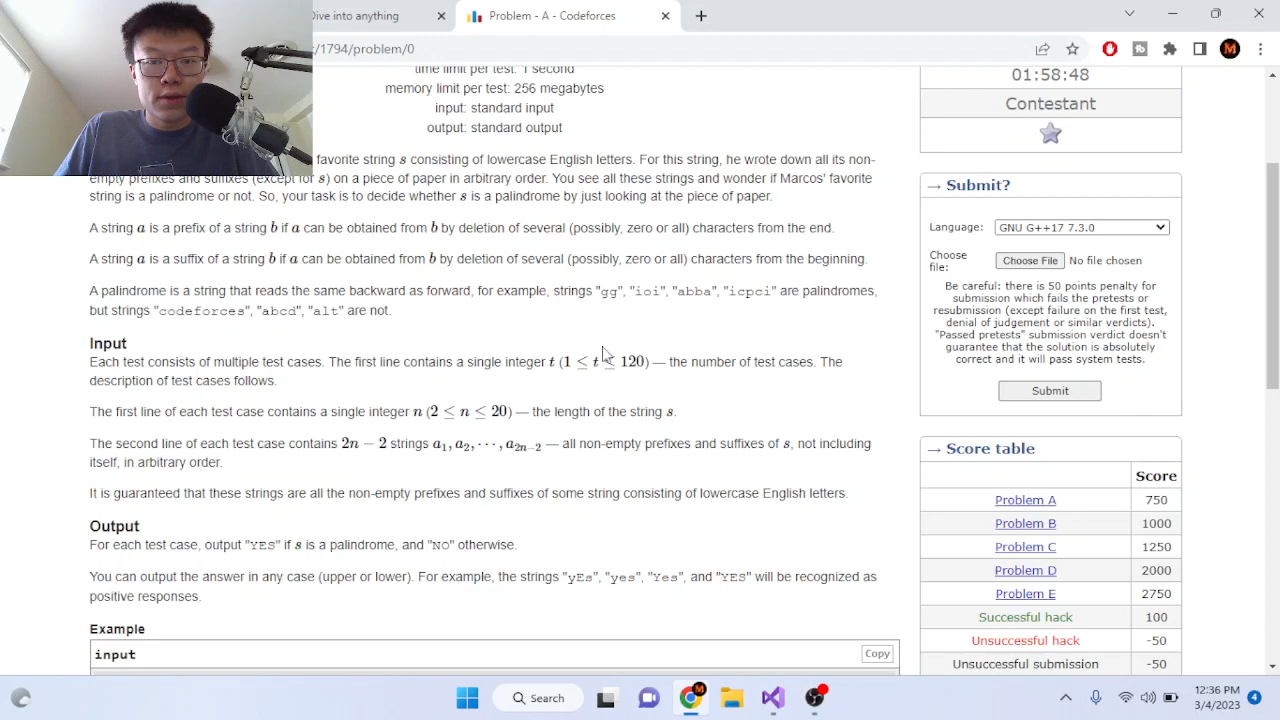 Dive into anything
Problem - A - Codeforces
/1794/problem/0
time limit per test: 1 second
memory limit per test: 256 megabytes
input: standard input
output: standard output
favorite string s consisting of lowercase English letters. For this string, he wrote down all its non-
empty prefixes and suffixes (except for s) on a piece of paper in arbitrary order. You see all these strings and wonder if Marcos' favorite
string is a palindrome or not. So, your task is to decide whether s is a palindrome by just looking at the piece of paper.
A string a is a prefix of a string b if a can be obtained from b by deletion of several (possibly, zero or all) characters from the end.
A string a is a suffix of a string b if a can be obtained from b by deletion of several (possibly, zero or all) characters from the beginning.
A palindrome is a string that reads the same backward as forward, for example, strings "gg", "ioi", "abba", "icpci" are palindromes,
but strings "codeforces", "abcd", "alt" are not.
Input
Each test consists of multiple test cases. The first line contains a single integer t (1 ≤ t ≤ 120) — the number of test cases. The
description of test cases follows.
The first line of each test case contains a single integer n (2 ≤ n ≤ 20) — the length of the string s.
The second line of each test case contains 2n − 2 strings a1, a2, ⋯ , a2n−2 — all non-empty prefixes and suffixes of s, not including
itself, in arbitrary order.
It is guaranteed that these strings are all the non-empty prefixes and suffixes of some string consisting of lowercase English letters.
Output
For each test case, output "YES" if s is a palindrome, and "NO" otherwise.
You can output the answer in any case (upper or lower). For example, the strings "yEs", "yes", "Yes", and "YES" will be recognized as
positive responses.
Example
input
Copy
01:58:48
Contestant
→ Submit?
Language: GNU G++17 7.3.0
Choose
file: Choose File No file chosen
Be careful: there is 50 points penalty for
submission which fails the pretests or
resubmission (except failure on the first test,
denial of judgement or similar verdicts).
"Passed pretests" submission verdict doesn't
guarantee that the solution is absolutely
correct and it will pass system tests.
Submit
→ Score table
Score
Problem A 750
Problem B 1000
Problem C 1250
Problem D 2000
Problem E 2750
Successful hack 100
Unsuccessful hack -50
Unsuccessful submission -50
Search
12:36 PM
3/4/2023
4